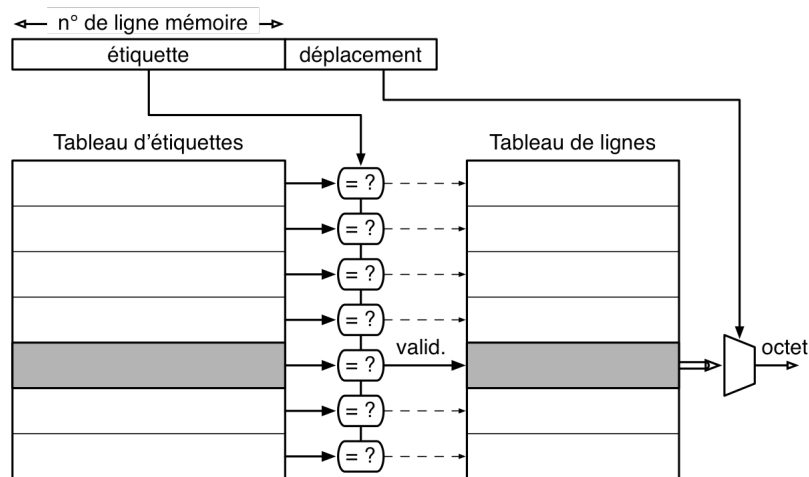 n° de ligne mémoire
étiquette déplacement
Tableau d'étiquettes Tableau de lignes
= ?
= ?
= ?
= ?
= ? valid. octet
= ?
= ?